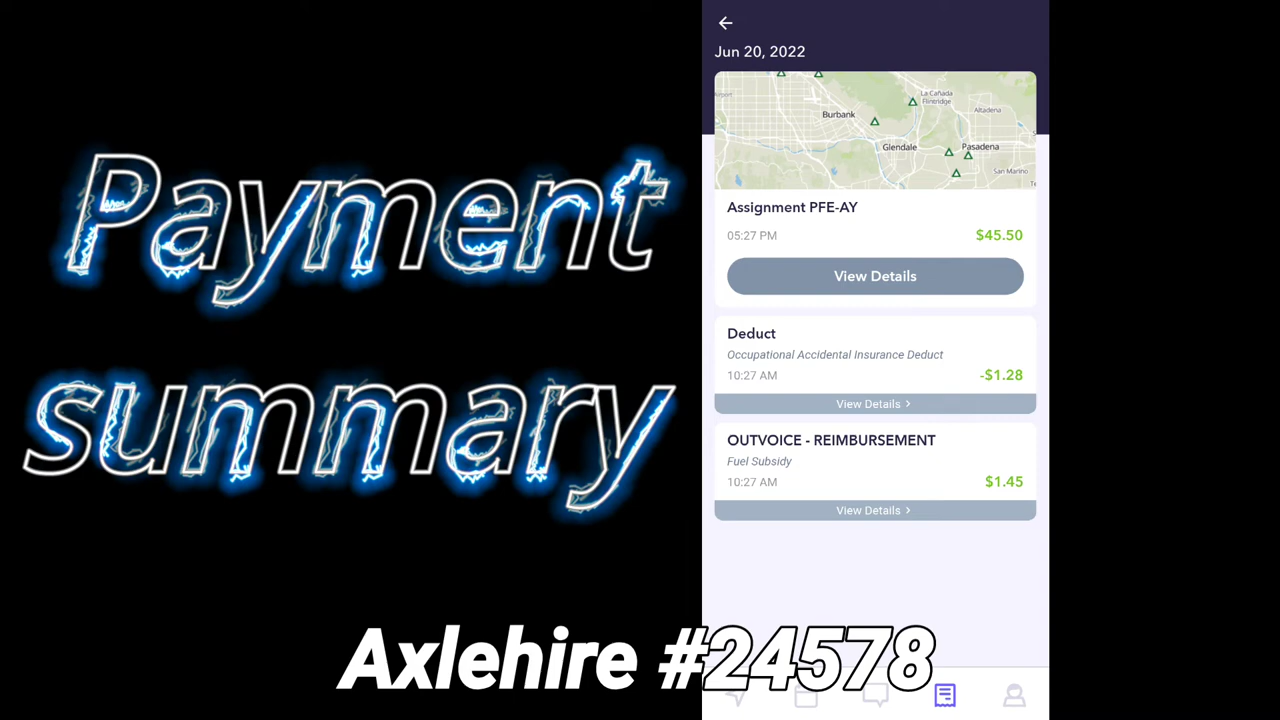 Payment
summary
Jun 20, 2022
Airport
Burbank
La Cañada
Flintridge
Altadena
Glendale
Pasadena
San Marino
Te
Assignment PFE-AY
05:27 PM
$45.50
View Details
Deduct
Occupational Accidental Insurance Deduct
10:27 AM
-$1.28
View Details >
OUTVOICE - REIMBURSEMENT
Fuel Subsidy
10:27 AM
$1.45
View Details >
Axlehire #24578